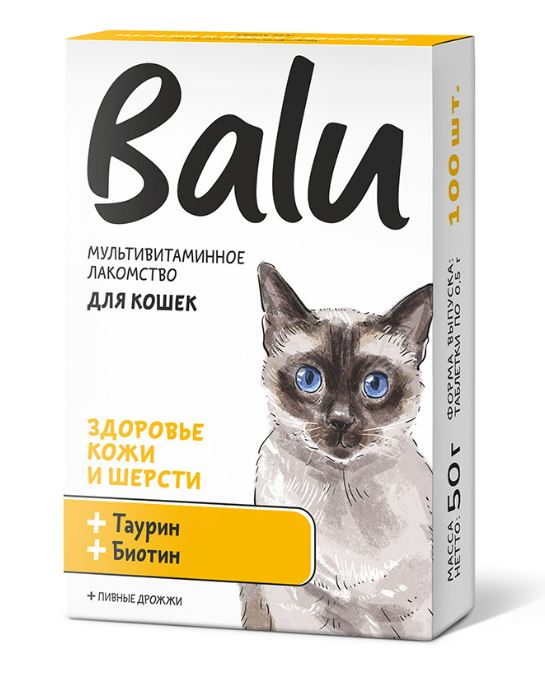 Balu
МУЛЬТИВИТАМИННОЕ
ЛАКОМСТВО
ДЛЯ КОШЕК
ЗДОРОВЬЕ
КОЖИ
И ШЕРСТИ
+ Таурин
+ Биотин
+ ПИВНЫЕ ДРОЖЖИ
МАССА
НЕТТО: 50 г
ФОРМА ВЫПУСКА:
ТАБЛЕТКИ ПО 0,5 г
100 шт.